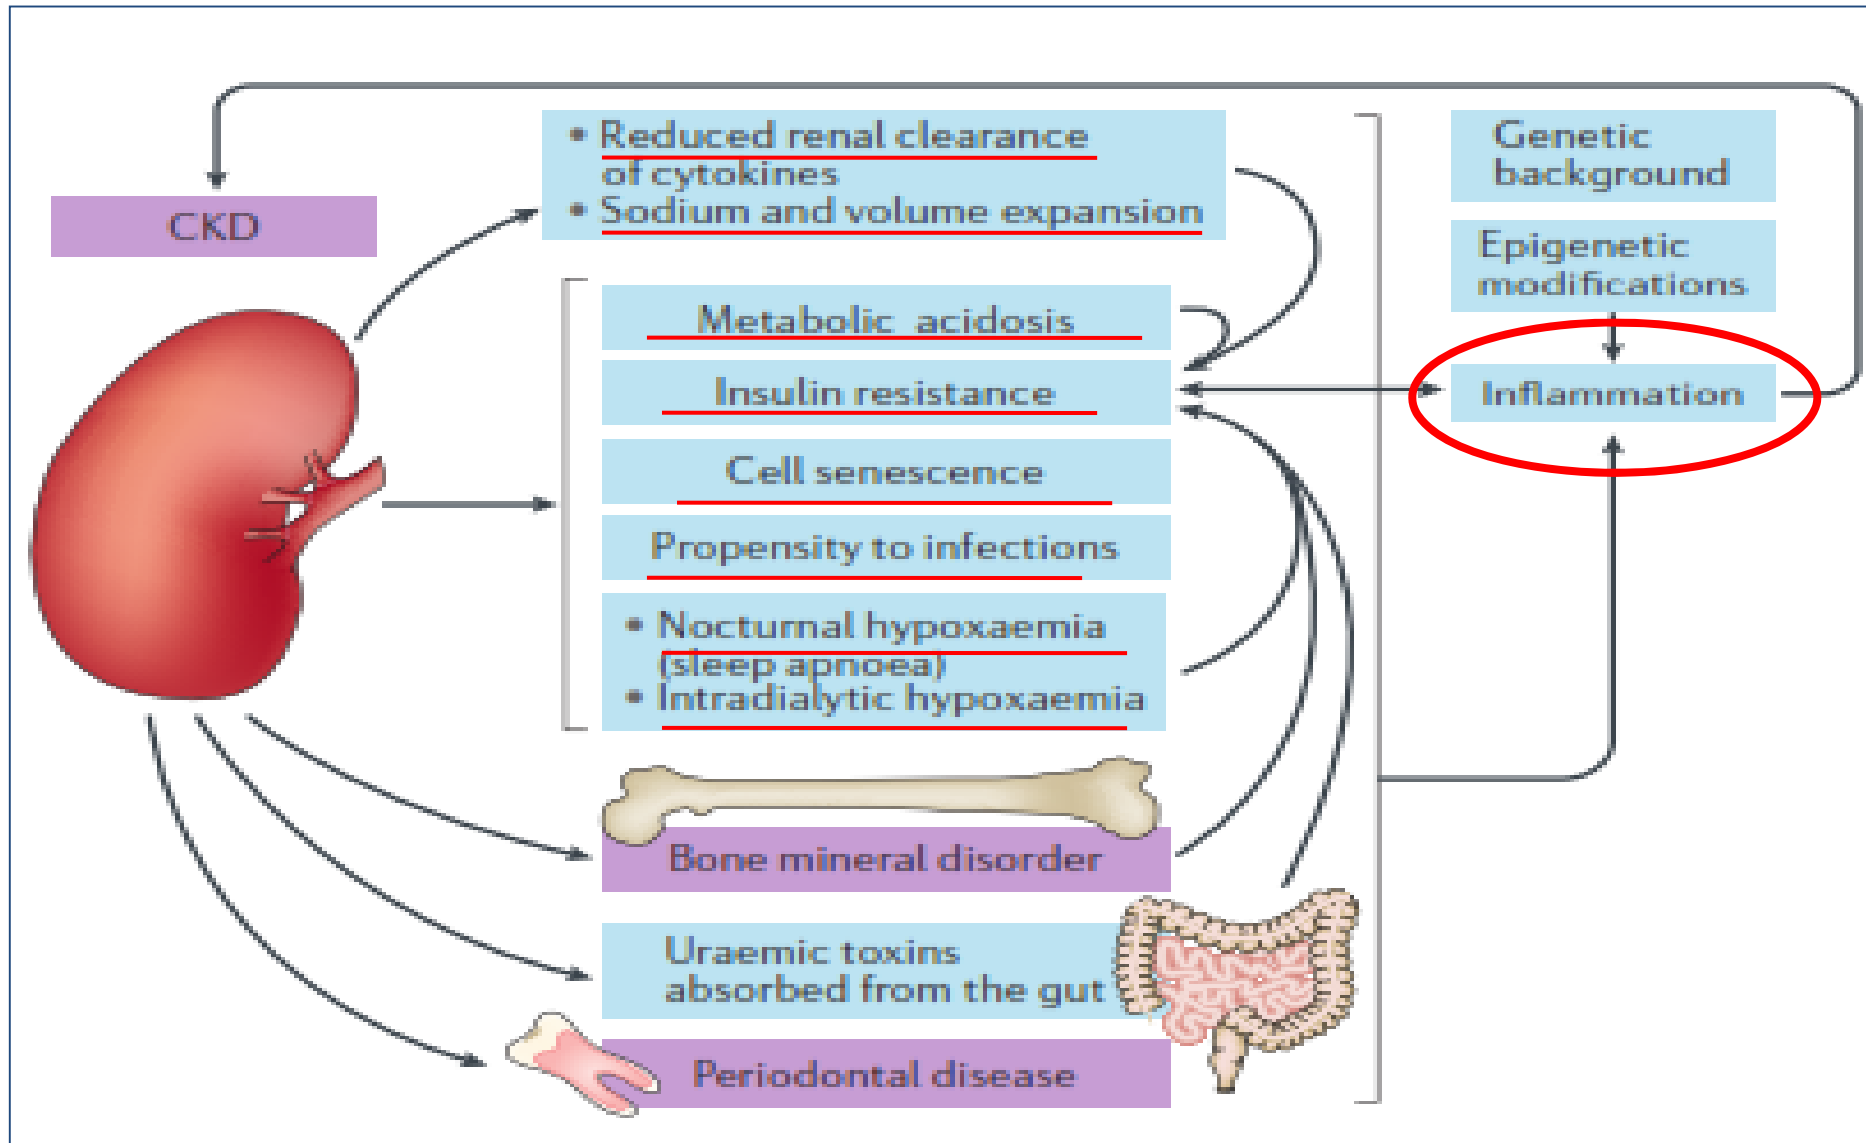 CKD
• Reduced renal clearance
of cytokines
• Sodium and volume expansion
Metabolic acidosis
Insulin resistance
Cell senescence
Propensity to infections
• Nocturnal hypoxaemia
(sleep apnoea)
• Intradialytic hypoxaemia
Bone mineral disorder
Uraemic toxins
absorbed from the gut
Periodontal disease
Genetic
background
Epigenetic
modifications
Inflammation